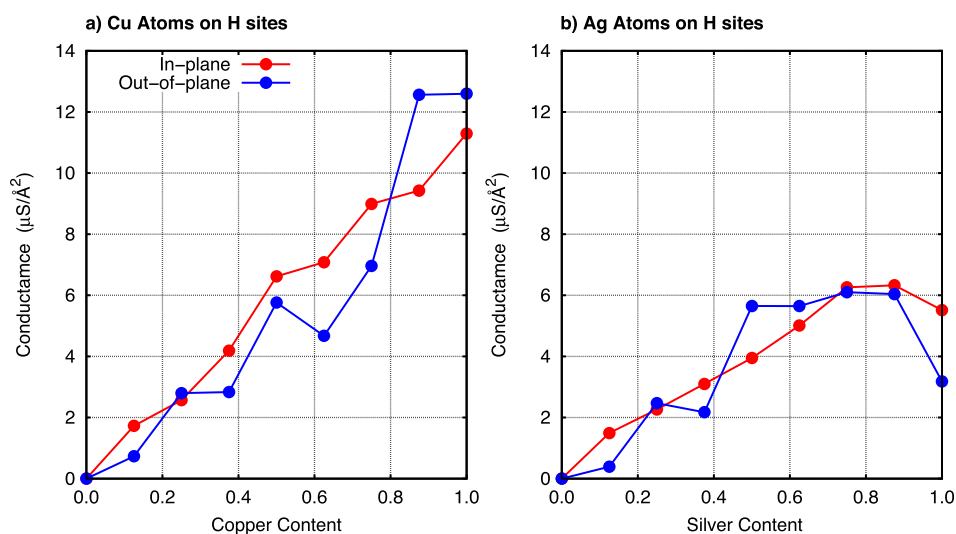 a) Cu Atoms on H sites
In-plane
Out-of-plane
14
12
10
8
6
4
2
0
0.0 0.2 0.4 0.6 0.8 1.0
Conductamce (μS/Å²)
Copper Content
b) Ag Atoms on H sites
14
12
10
8
6
4
2
0
0.0 0.2 0.4 0.6 0.8 1.0
Conductamce (μS/Å²)
Silver Content